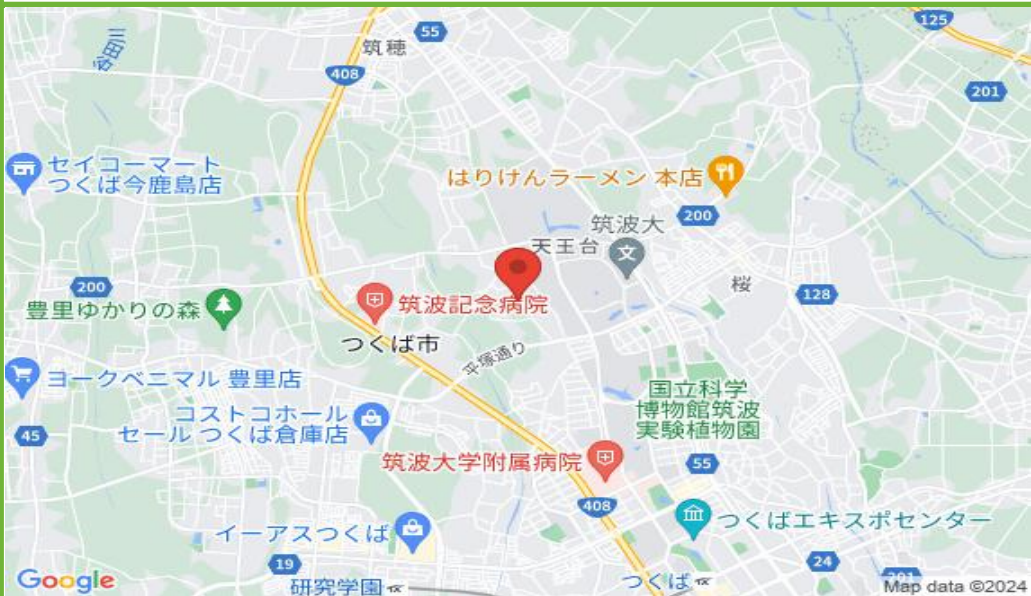 125
55
筑穂
三田谷
408
201
セイコーマート
つくば今鹿島店
はりけんラーメン 本店
200
筑波大
文
天王台
200
豊里ゆかりの森
筑波記念病院
桜
128
つくば市
平塚通り
ヨークベニマル 豊里店
国立科学
博物館筑波
実験植物園
コストコホール
セール つくば倉庫店
45
筑波大学附属病院
55
408
つくばエキスポセンター
イーアスつくば
19
24
Google
研究学園
つくば
201
Map data ©2024